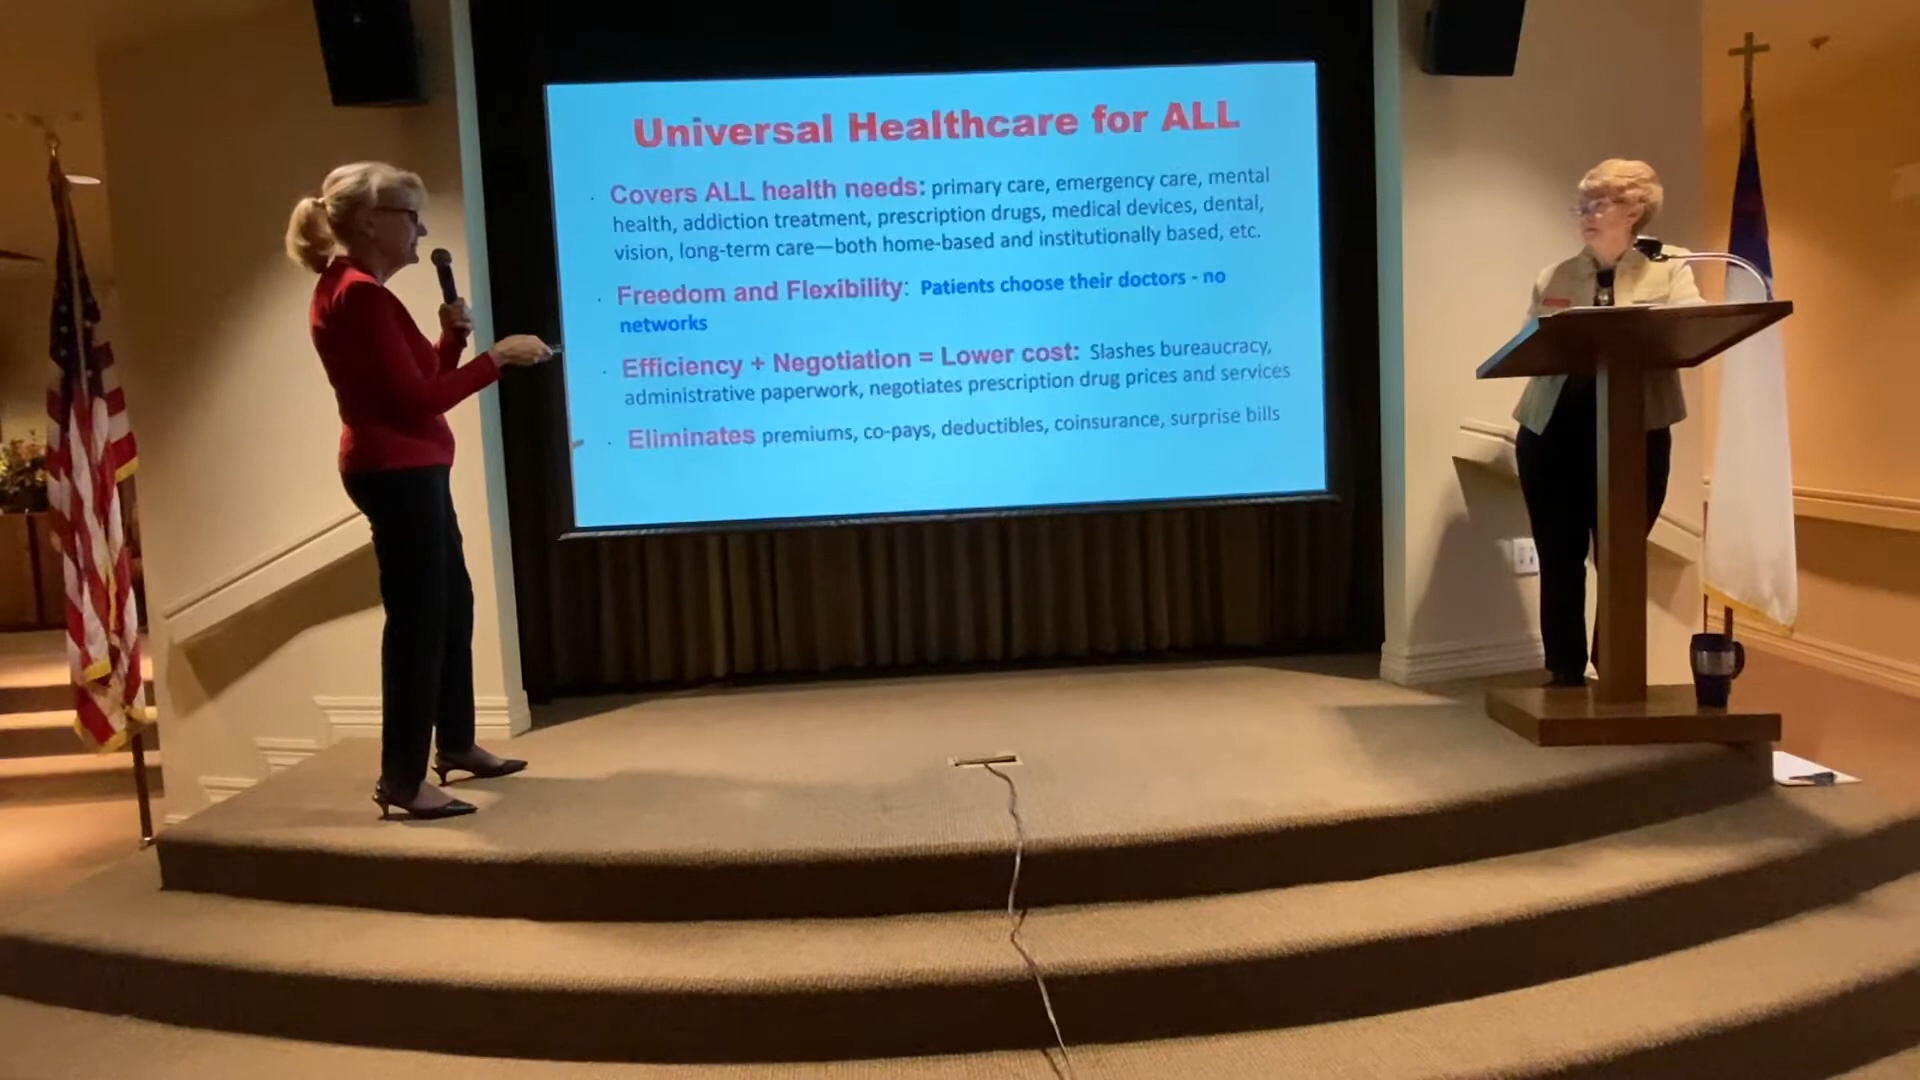 Universal Healthcare for ALL
· Covers ALL health needs: primary care, emergency care, mental
health, addiction treatment, prescription drugs, medical devices, dental,
vision, long-term care—both home-based and institutionally based, etc.
· Freedom and Flexibility: Patients choose their doctors - no
networks
· Efficiency + Negotiation = Lower cost: Slashes bureaucracy,
administrative paperwork, negotiates prescription drug prices and services
· Eliminates premiums, co-pays, deductibles, coinsurance, surprise bills